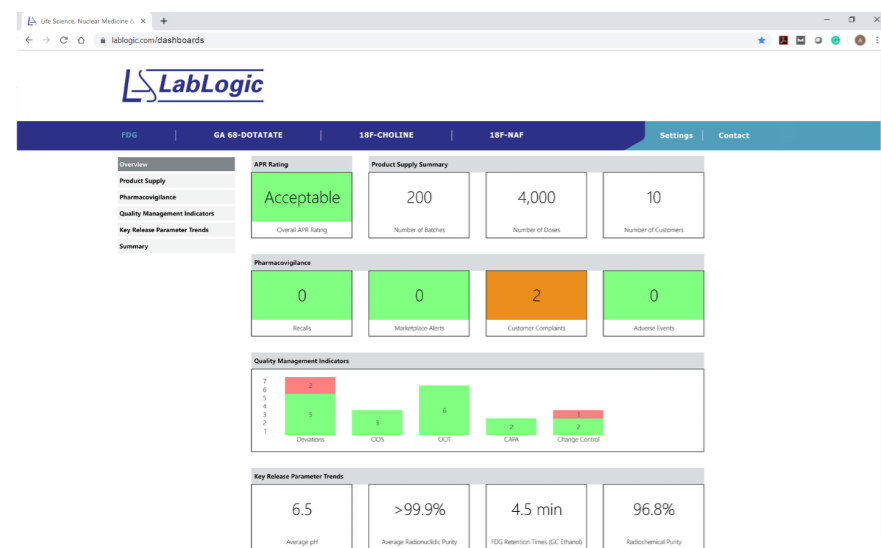 Life Science, Nuclear Medicine &
lablogic.com/dashboards
LabLogic
FDG | GA 68-DOTATATE | 18F-CHOLINE | 18F-NAF Settings | Contact
Overview
Product Supply
Pharmacovigilance
Quality Management Indicators
Key Release Parameter Trends
Summary
APR Rating Product Supply Summary
Acceptable 200 4,000 10
Overall APR Rating Number of Batches Number of Doses Number of Customers
Pharmacovigilance
0 0 2 0
Recalls Marketplace Alerts Customer Complaints Adverse Events
Quality Management Indicators
7
6 2
5
4
3 5 3 6 1
2 2 2
1
Deviations OOS OOT CAPA Change Control
Key Release Parameter Trends
6.5 >99.9% 4.5 min 96.8%
Average pH Average Radionuclidic Purity FDG Retention Times (GC Ethanol) Radiochemical Purity